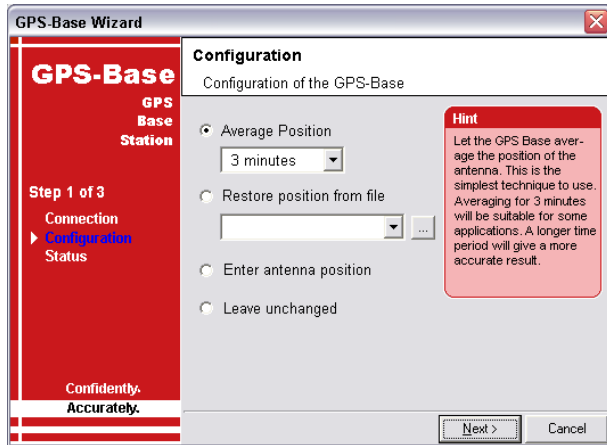 GPS-Base Wizard
GPS-Base
GPS
Base
Station
Step 1 of 3
Connection
Configuration
Status
Confidently.
Accurately.
Configuration
Configuration of the GPS-Base
Average Position
3 minutes
Restore position from file
...
Enter antenna position
Leave unchanged
Hint
Let the GPS Base aver-
age the position of the
antenna. This is the
simplest technique to use.
Averaging for 3 minutes
will be suitable for some
applications. A longer time
period will give a more
accurate result.
Next >
Cancel